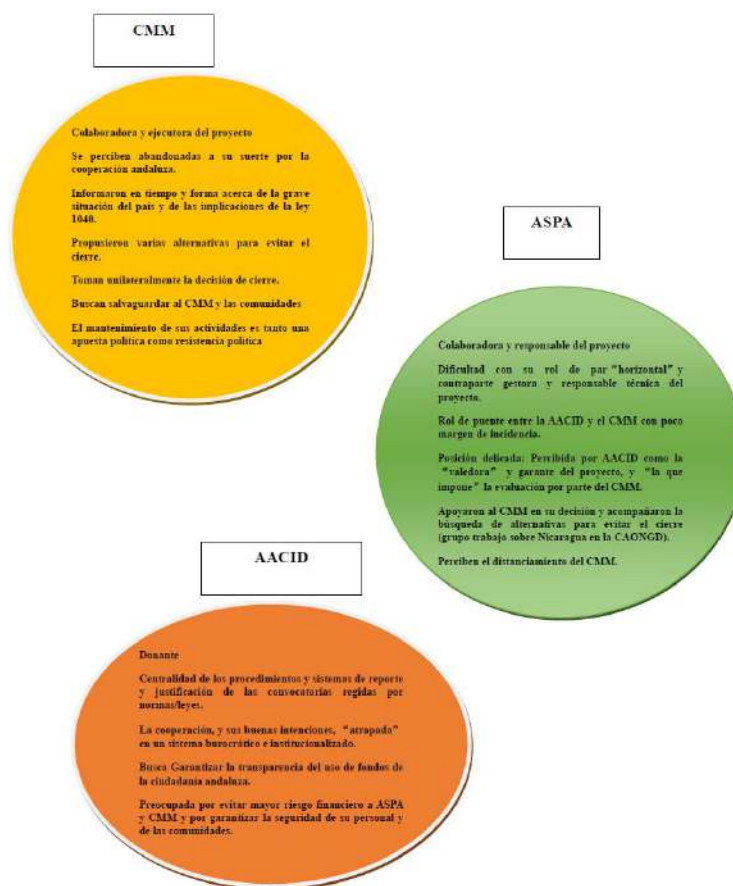 CMM
Colaboradora y ejecutora del proyecto
Se perciben abandonadas a su suerte por la
cooperación andaluza.
Informaron en tiempo y forma acerca de la grave
situación del país y de las implicaciones de la ley
1040.
Propusieron varias alternativas para evitar el
cierre.
Toman unilateralmente la decisión de cierre.
Buscan salvaguardar al CMM y las comunidades
El mantenimiento de sus actividades es tanto una
apuesta política como resistencia política
ASPA
Colaboradora y responsable del proyecto
Dificultad con su rol de par “horizontal” y
contraparte gestora y responsable técnica del
proyecto.
Rol de puente entre la AACID y el CMM con poco
margen de incidencia.
Posición delicada: Percibida por AACID como la
“valedora” y garante del proyecto, y “la que
impone” la evaluación por parte del CMM.
Apoyaron al CMM en su decisión y acompañaron la
búsqueda de alternativas para evitar el cierre
(grupo trabajo sobre Nicaragua en la CAONGD).
Perciben el distanciamiento del CMM.
AACID
Donante
Centralidad de los procedimientos y sistemas de reporte
y justificación de las convocatorias regidas por
normas/leyes.
La cooperación, y sus buenas intenciones, “atrapada”
en un sistema burocrático e institucionalizado.
Busca Garantizar la transparencia del uso de fondos de
la ciudadanía andaluza.
Preocupada por evitar mayor riesgo financiero a ASPA
y CMM y por garantizar la seguridad de su personal y
de las comunidades.